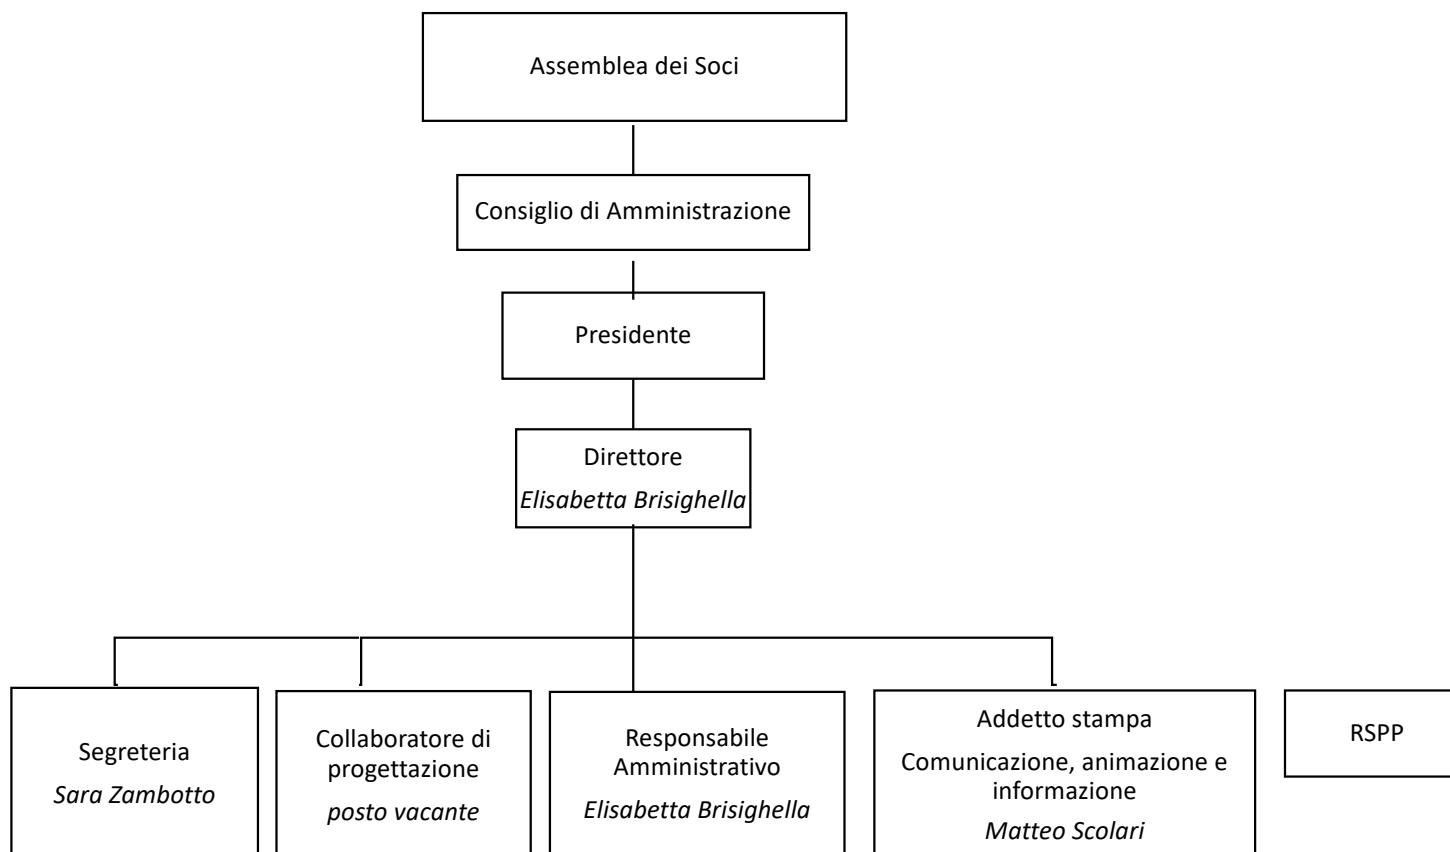 Assemblea dei Soci
Consiglio di Amministrazione
Presidente
Direttore
Elisabetta Brisighella
Segreteria
Sara Zambotto
Collaboratore di
progettazione
posto vacante
Responsabile
Amministrativo
Elisabetta Brisighella
Addetto stampa
Comunicazione, animazione e
informazione
Matteo Scolari
RSPP